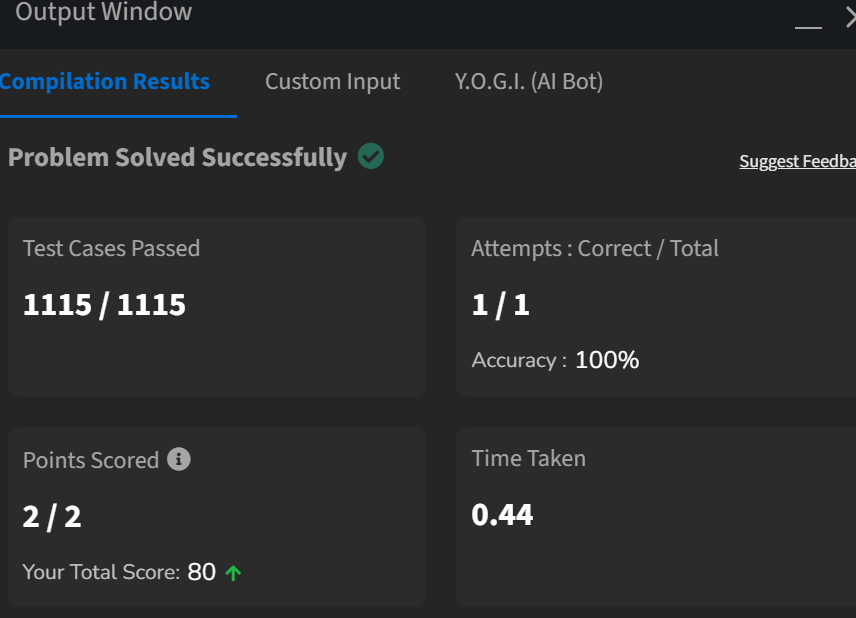 Output Window
Compilation Results
Custom Input
Y.O.G.I. (AI Bot)
Problem Solved Successfully
Suggest Feedba
Test Cases Passed
1115 / 1115
Attempts : Correct / Total
1 / 1
Accuracy : 100%
Points Scored
2 / 2
Your Total Score: 80
Time Taken
0.44